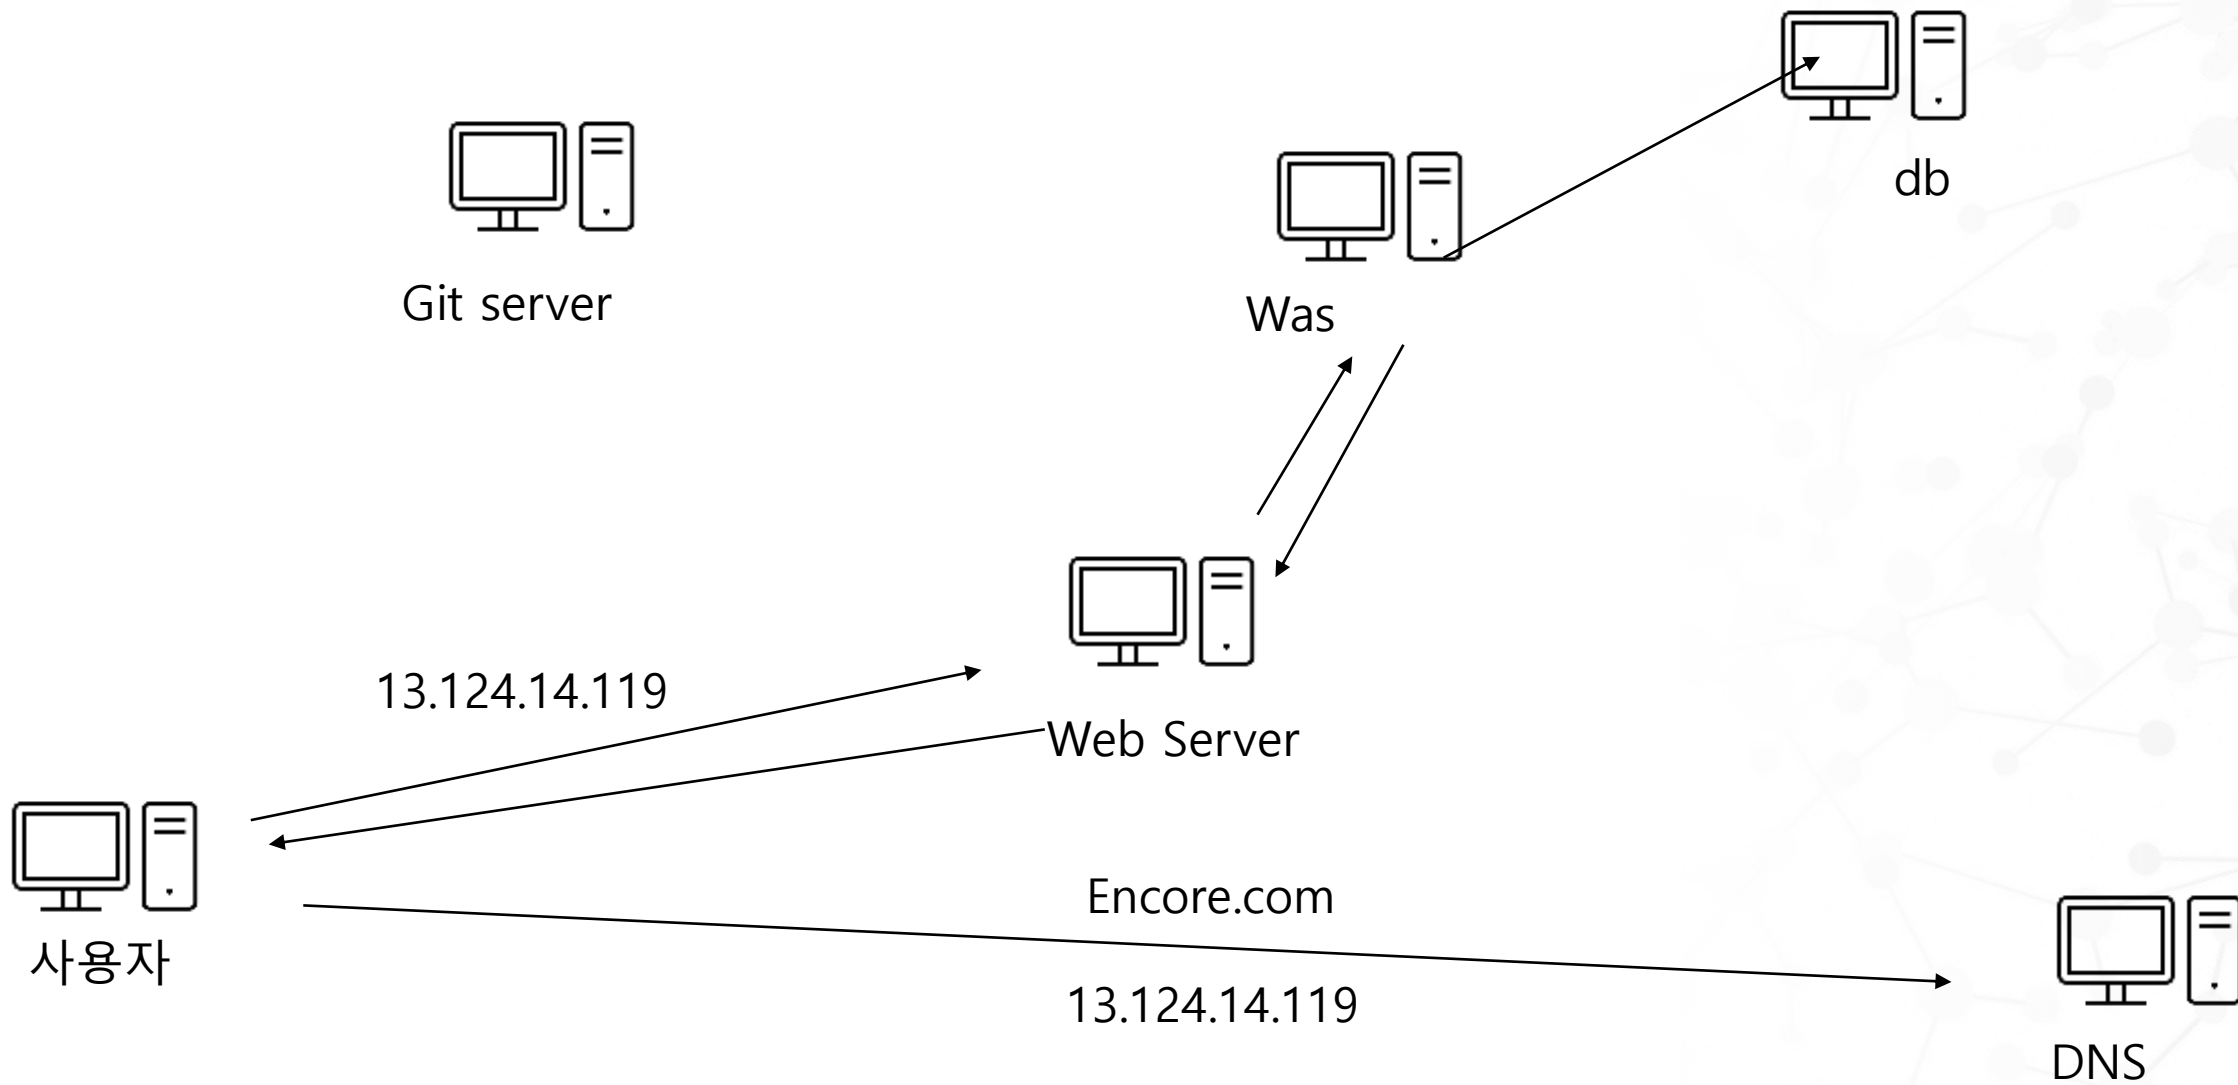 db
Git server
Was
13.124.14.119
Web Server
Encore.com
사용자
13.124.14.119
DNS